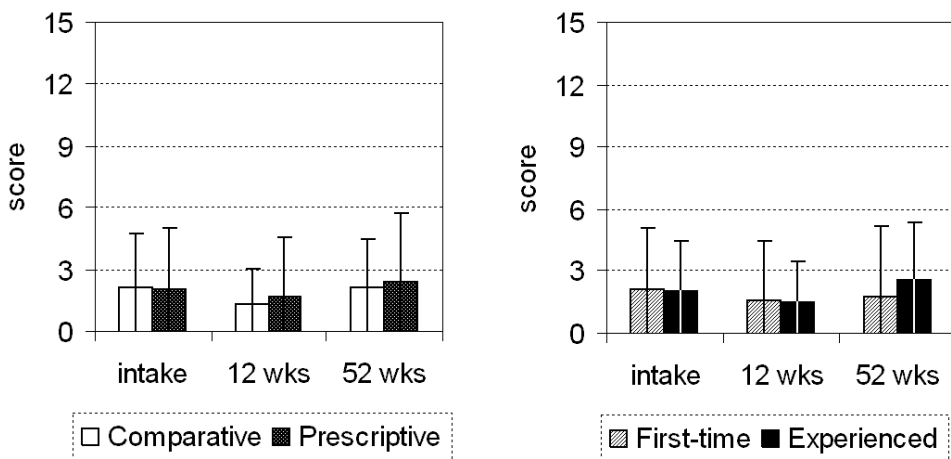 score
15
12
9
6
3
0
intake 12 wks 52 wks
Comparative Prescriptive
score
15
12
9
6
3
0
intake 12 wks 52 wks
First-time Experienced